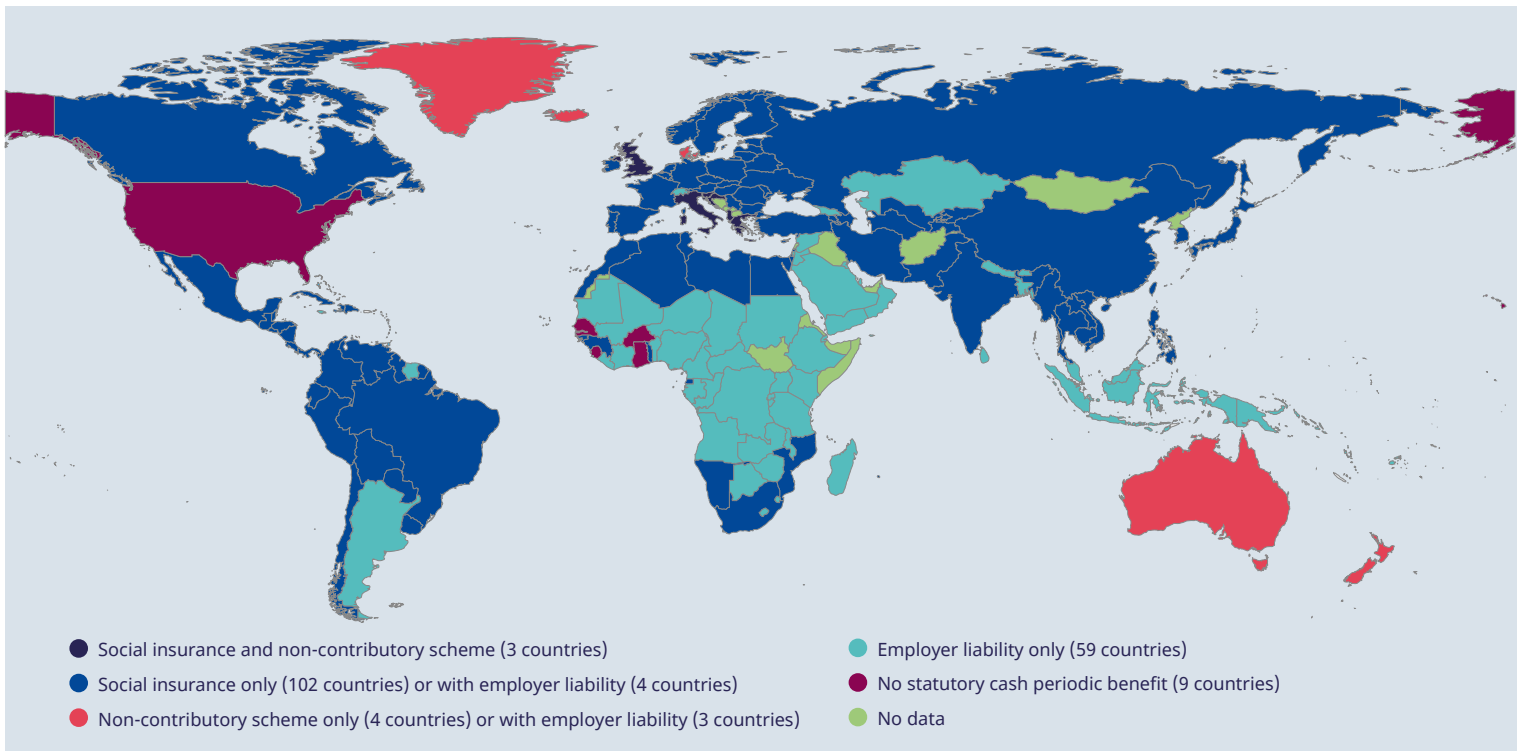 Social insurance and non-contributory scheme (3 countries)
Social insurance only (102 countries) or with employer liability (4 countries)
Non-contributory scheme only (4 countries) or with employer liability (3 countries)
Employer liability only (59 countries)
No statutory cash periodic benefit (9 countries)
No data